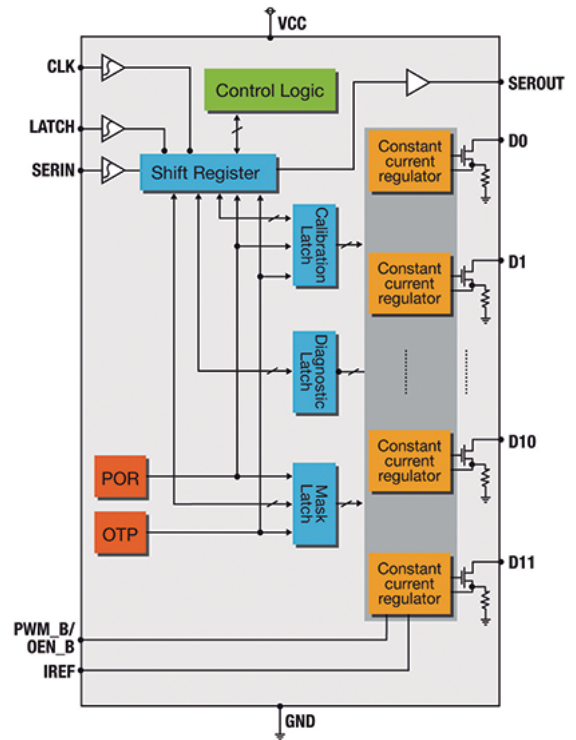 VCC
CLK
Control Logic
SEROUT
LATCH
Constant
current
regulator
D0
SERIN
Shift Register
Calibration
Latch
Constant
current
regulator
D1
Diagnostic
Latch
Constant
current
regulator
D10
POR
Mask
Latch
OTP
Constant
current
regulator
D11
PWM_B/
OEN_B
IREF
GND